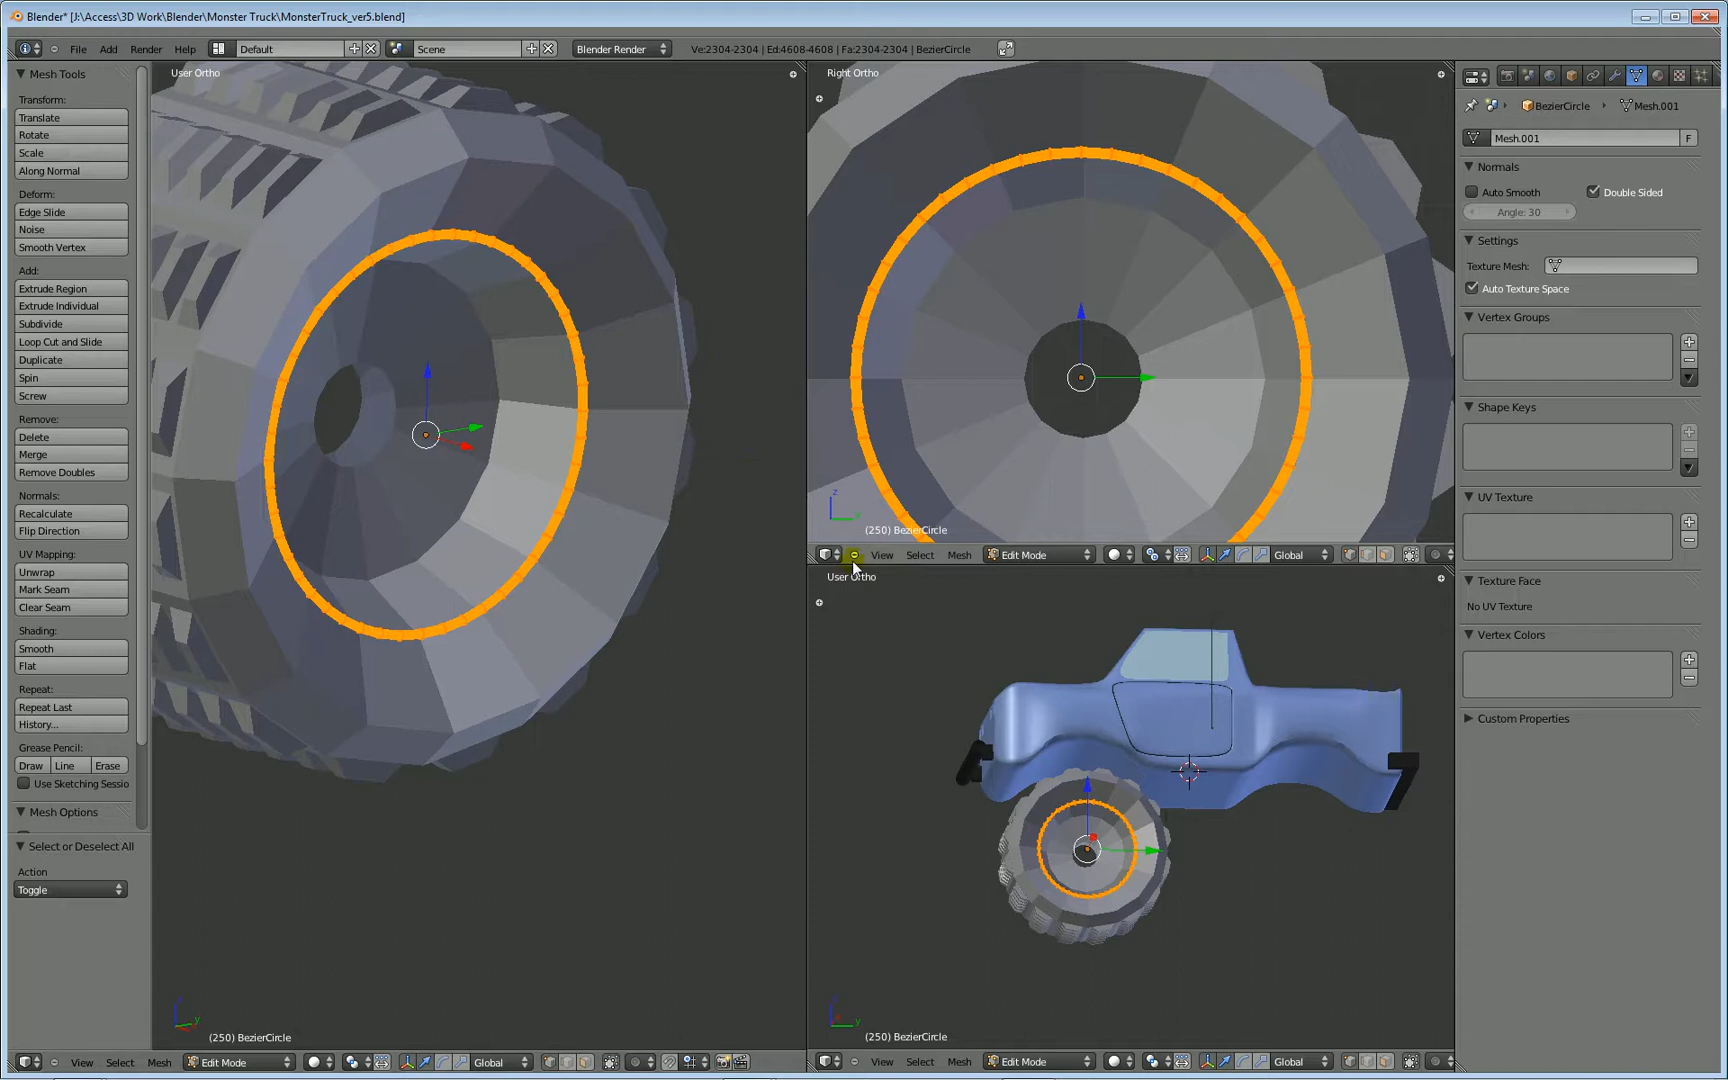 Blender* [J:\Access\3D Work\Blender\Monster Truck\MonsterTruck_ver5.blend]
File Add Render Help Default Scene Blender Render Ve:2304-2304 | Ed:4608-4608 | Fa:2304-2304 | BezierCircle
Mesh Tools
Transform:
Translate
Rotate
Scale
Along Normal
Deform:
Edge Slide
Noise
Smooth Vertex
Add:
Extrude Region
Extrude Individual
Subdivide
Loop Cut and Slide
Duplicate
Spin
Screw
Remove:
Delete
Merge
Remove Doubles
Normals:
Recalculate
Flip Direction
UV Mapping:
Unwrap
Mark Seam
Clear Seam
Shading:
Smooth
Flat
Repeat:
Repeat Last
History...
Grease Pencil:
Draw Line Erase
Use Sketching Sessio
Mesh Options
Select or Deselect All
Action
Toggle
User Ortho
(250) BezierCircle
View Select Mesh Edit Mode Global
Right Ortho
z
(250) BezierCircle
View Select Mesh Edit Mode Global
User Ortho
(250) BezierCircle
View Select Mesh Edit Mode Global
BezierCircle Mesh.001
Mesh.001 F
Normals
Auto Smooth Double Sided
Angle: 30
Settings
Texture Mesh:
Auto Texture Space
Vertex Groups
Shape Keys
UV Texture
Texture Face
No UV Texture
Vertex Colors
Custom Properties